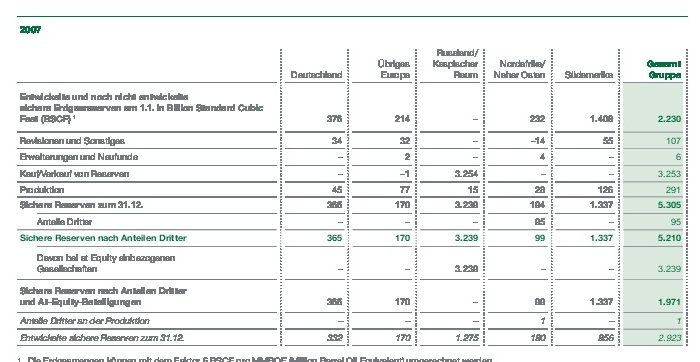 2007
Deutschland Übriges Europa Russland/ Kaspischer Raum Nordafrika/ Naher Osten Südamerika Gesamt Gruppe
Entwickelte und noch nicht entwickelte
sichere Erdgasreserven am 1.1. in Billion Standard Cubic
Feet (BSCF) ¹ 376 214 – 232 1.408 2.230
Revisionen und Sonstiges 34 32 – –14 55 107
Erweiterungen und Neufunde – 2 – 4 – 6
Kauf/Verkauf von Reserven – –1 3.254 – – 3.253
Produktion 45 77 15 28 126 291
Sichere Reserven zum 31.12. 365 170 3.239 194 1.337 5.305
Anteile Dritter – – – 95 – 95
Sichere Reserven nach Anteilen Dritter 365 170 3.239 99 1.337 5.210
Davon bei at Equity einbezogenen
Gesellschaften – – 3.239 – – 3.239
Sichere Reserven nach Anteilen Dritter
und At-Equity-Beteiligungen 365 170 – 99 1.337 1.971
Anteile Dritter an der Produktion – – – 1 – 1
Entwickelte sichere Reserven zum 31.12. 332 170 1.275 190 956 2.923
¹ Die Erdgasmengen können mit dem Faktor 6 BSCF pro MMBOE (Million Barrel Oil Equivalent) umgerechnet werden.